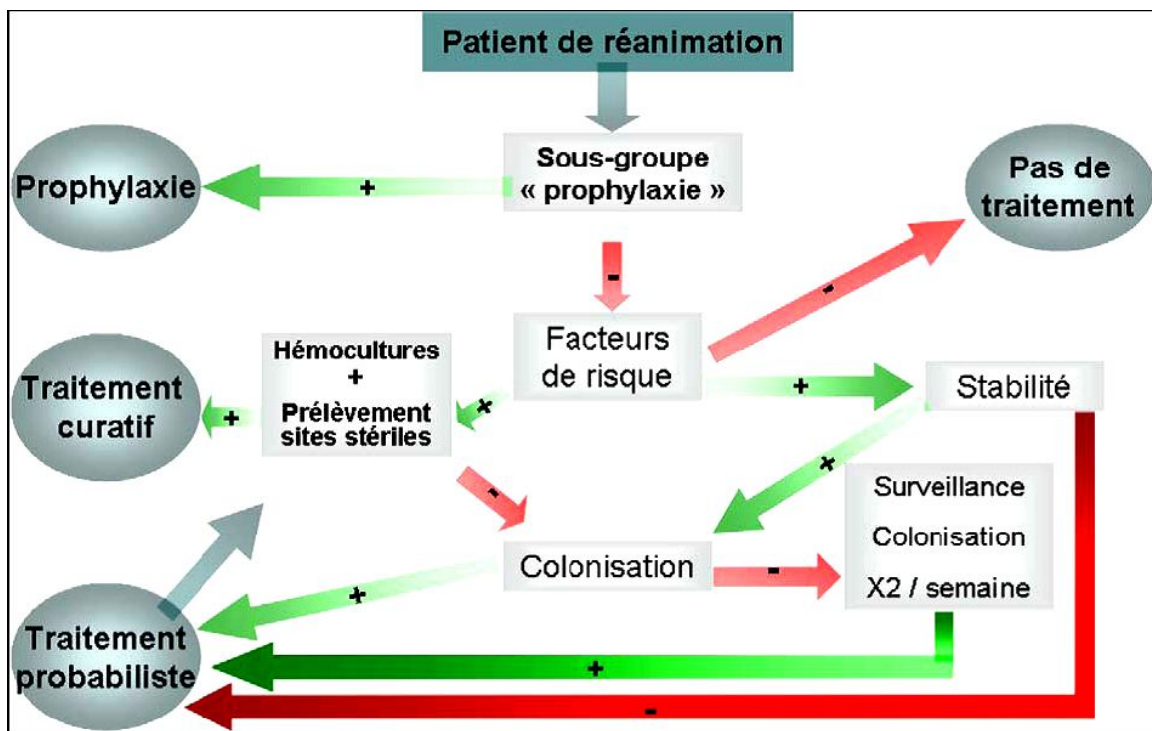 Patient de réanimation
Sous-groupe
« prophylaxie »
Prophylaxie
+
Pas de
traitement
-
-
Facteurs
de risque
Hémocultures
+
Prélèvement
sites stériles
Traitement
curatif
+
+
+
Stabilité
+
-
Surveillance
Colonisation
X2 / semaine
Colonisation
-
+
Traitement
probabiliste
+
-